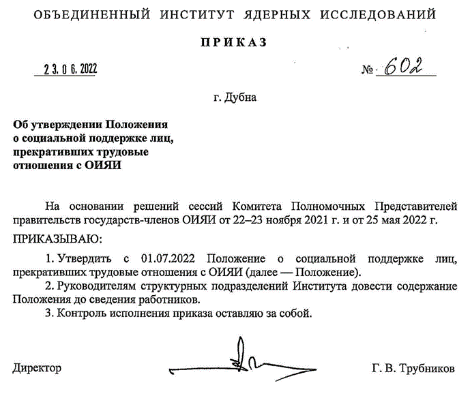 ОБЪЕДИНЕННЫЙ ИНСТИТУТ ЯДЕРНЫХ ИССЛЕДОВАНИЙ
ПРИКАЗ
23.06.2022 № 602
г. Дубна
Об утверждении Положения
о социальной поддержке лиц,
прекративших трудовые
отношения с ОИЯИ
На основании решений сессий Комитета Полномочных Представителей
правительств государств-членов ОИЯИ от 22–23 ноября 2021 г. и от 25 мая 2022 г.
ПРИКАЗЫВАЮ:
1. Утвердить с 01.07.2022 Положение о социальной поддержке лиц,
прекративших трудовые отношения с ОИЯИ (далее — Положение).
2. Руководителям структурных подразделений Института довести содержание
Положения до сведения работников.
3. Контроль исполнения приказа оставляю за собой.
Директор Г. В. Трубников